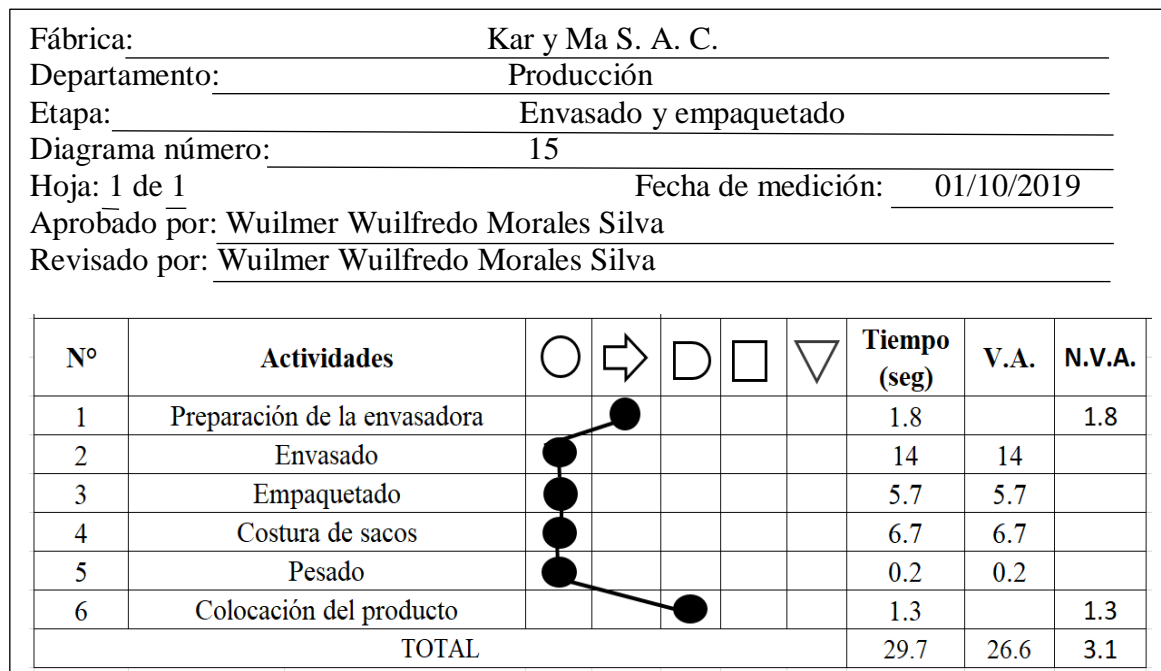 Fábrica: Kar y Ma S. A. C.
Departamento: Producción
Etapa: Envasado y empaquetado
Diagrama número: 15
Hoja: 1 de 1 Fecha de medición: 01/10/2019
Aprobado por: Wuilmer Wuilfredo Morales Silva
Revisado por: Wuilmer Wuilfredo Morales Silva
N° Actividades Tiempo (seg) V.A. N.V.A.
1 Preparación de la envasadora 1.8 1.8
2 Envasado 14 14
3 Empaquetado 5.7 5.7
4 Costura de sacos 6.7 6.7
5 Pesado 0.2 0.2
6 Colocación del producto 1.3 1.3
TOTAL 29.7 26.6 3.1